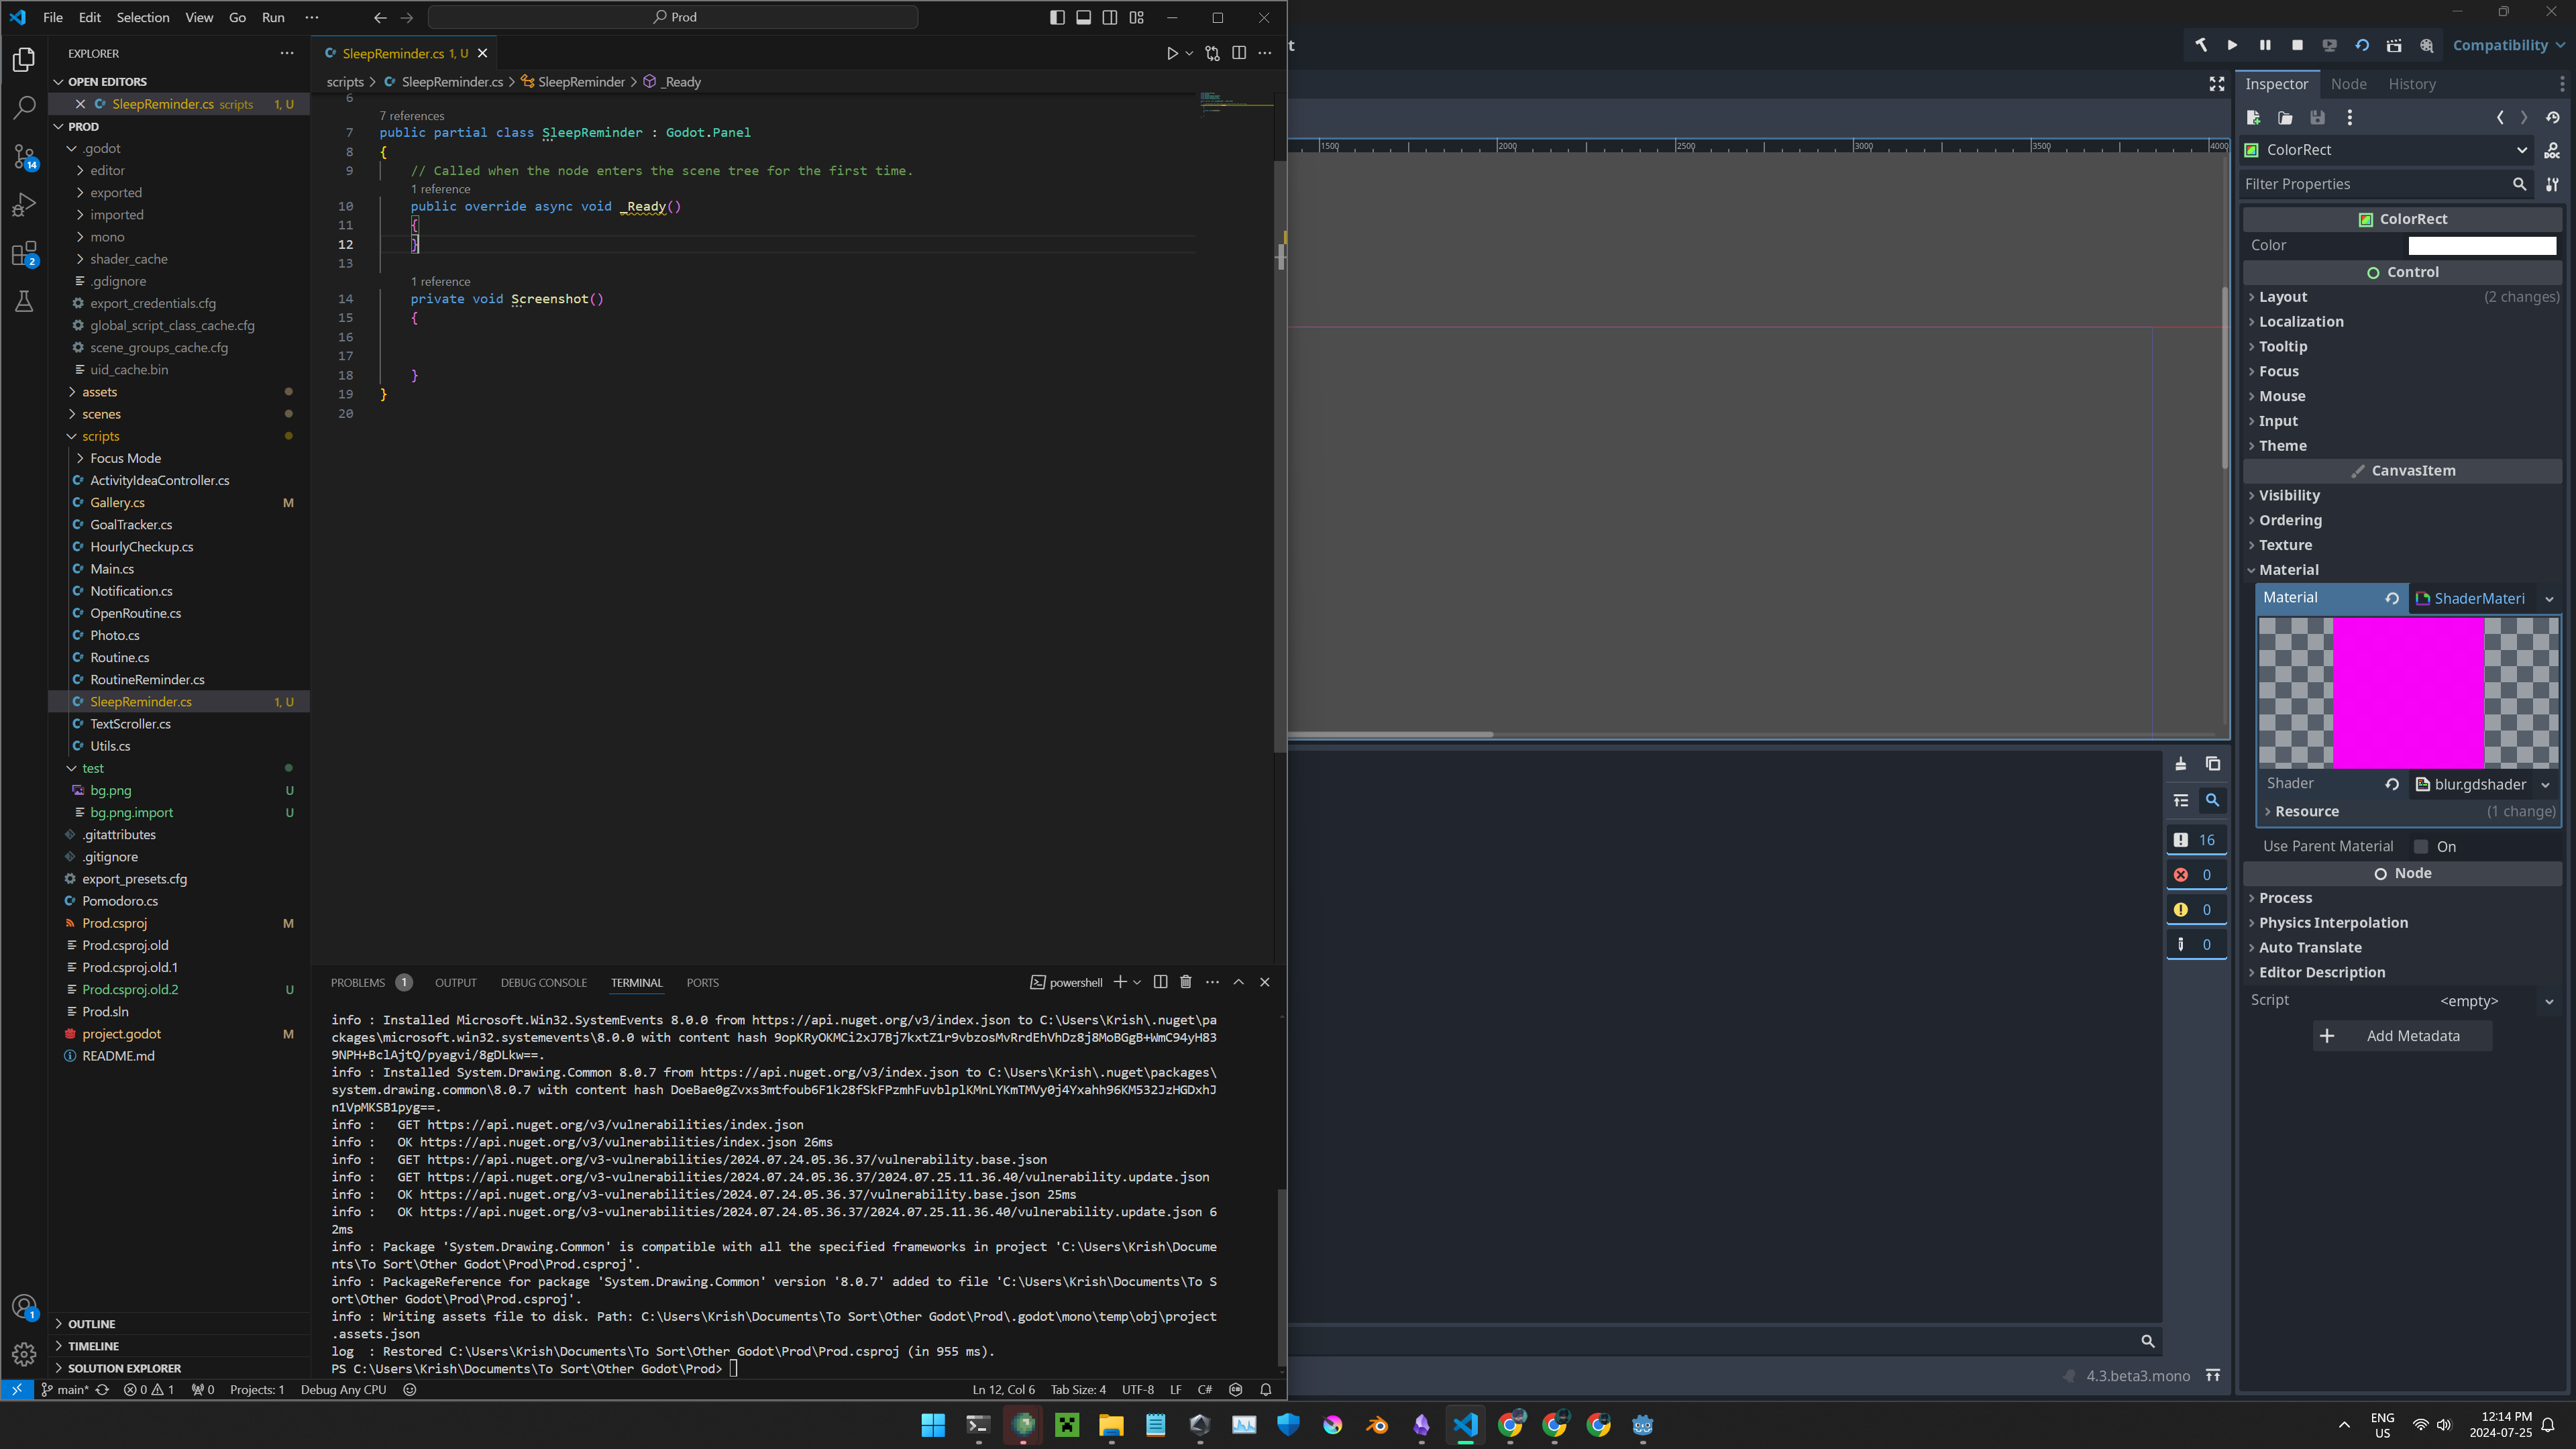 File Edit Selection View Go Run ···
Prod
EXPLORER
OPEN EDITORS
SleepReminder.cs scripts 1, U
PROD
.godot
editor
exported
imported
mono
shader_cache
.gdignore
export_credentials.cfg
global_script_class_cache.cfg
scene_groups_cache.cfg
uid_cache.bin
assets
scenes
scripts
Focus Mode
ActivityIdeaController.cs
Gallery.cs M
GoalTracker.cs
HourlyCheckup.cs
Main.cs
Notification.cs
OpenRoutine.cs
Photo.cs
Routine.cs
RoutineReminder.cs
SleepReminder.cs 1, U
TextScroller.cs
Utils.cs
test
bg.png U
bg.png.import U
.gitattributes
.gitignore
export_presets.cfg
Pomodoro.cs
Prod.csproj M
Prod.csproj.old
Prod.csproj.old.1
Prod.csproj.old.2 U
Prod.sln
project.godot M
README.md
OUTLINE
TIMELINE
SOLUTION EXPLORER
14
2
1
SleepReminder.cs 1, U
scripts > SleepReminder.cs > SleepReminder > _Ready
6
7 references
7 public partial class SleepReminder : Godot.Panel
8 {
9 // Called when the node enters the scene tree for the first time.
1 reference
10 public override async void _Ready()
11 {
12 }
13
1 reference
14 private void Screenshot()
15 {
16
17
18 }
19 }
20
PROBLEMS 1 OUTPUT DEBUG CONSOLE TERMINAL PORTS powershell
info : Installed Microsoft.Win32.SystemEvents 8.0.0 from https://api.nuget.org/v3/index.json to C:\Users\Krish\.nuget\pa
ckages\microsoft.win32.systemevents\8.0.0 with content hash 9opKRyOKMCi2xJ7Bj7kxtZ1r9vbzosMvRrdEhVhDz8j8MoBGgB+WmC94yH83
9NPH+BclAjtQ/pyagvi/8gDLkw==.
info : Installed System.Drawing.Common 8.0.7 from https://api.nuget.org/v3/index.json to C:\Users\Krish\.nuget\packages\
system.drawing.common\8.0.7 with content hash DoeBae0gZvxs3mtfoub6F1k28fSkFPzmhFuvblplKMnLYKmTMVy0j4Yxahh96KM532JzHGDxhJ
n1VpMKSB1pyg==.
info :   GET https://api.nuget.org/v3/vulnerabilities/index.json
info :   OK https://api.nuget.org/v3/vulnerabilities/index.json 26ms
info :   GET https://api.nuget.org/v3-vulnerabilities/2024.07.24.05.36.37/vulnerability.base.json
info :   GET https://api.nuget.org/v3-vulnerabilities/2024.07.24.05.36.37/2024.07.25.11.36.40/vulnerability.update.json
info :   OK https://api.nuget.org/v3-vulnerabilities/2024.07.24.05.36.37/vulnerability.base.json 25ms
info :   OK https://api.nuget.org/v3-vulnerabilities/2024.07.24.05.36.37/2024.07.25.11.36.40/vulnerability.update.json 6
2ms
info : Package 'System.Drawing.Common' is compatible with all the specified frameworks in project 'C:\Users\Krish\Docume
nts\To Sort\Other Godot\Prod\Prod.csproj'.
info : PackageReference for package 'System.Drawing.Common' version '8.0.7' added to file 'C:\Users\Krish\Documents\To S
ort\Other Godot\Prod\Prod.csproj'.
info : Writing assets file to disk. Path: C:\Users\Krish\Documents\To Sort\Other Godot\Prod\.godot\mono\temp\obj\project
.assets.json
log  : Restored C:\Users\Krish\Documents\To Sort\Other Godot\Prod\Prod.csproj (in 955 ms).
PS C:\Users\Krish\Documents\To Sort\Other Godot\Prod>
main* 0 1 0 Projects: 1 Debug Any CPU Ln 12, Col 6 Tab Size: 4 UTF-8 LF C#
t
Compatibility
1500 2000 2500 3000 3500 4000
16
0
0
0
4.3.beta3.mono
Inspector Node History
ColorRect
Filter Properties
ColorRect
Color
Control
Layout (2 changes)
Localization
Tooltip
Focus
Mouse
Input
Theme
CanvasItem
Visibility
Ordering
Texture
Material
Material ShaderMateri
Shader blur.gdshader
Resource (1 change)
Use Parent Material On
Node
Process
Physics Interpolation
Auto Translate
Editor Description
Script <empty>
Add Metadata
ENG
US
12:14 PM
2024-07-25